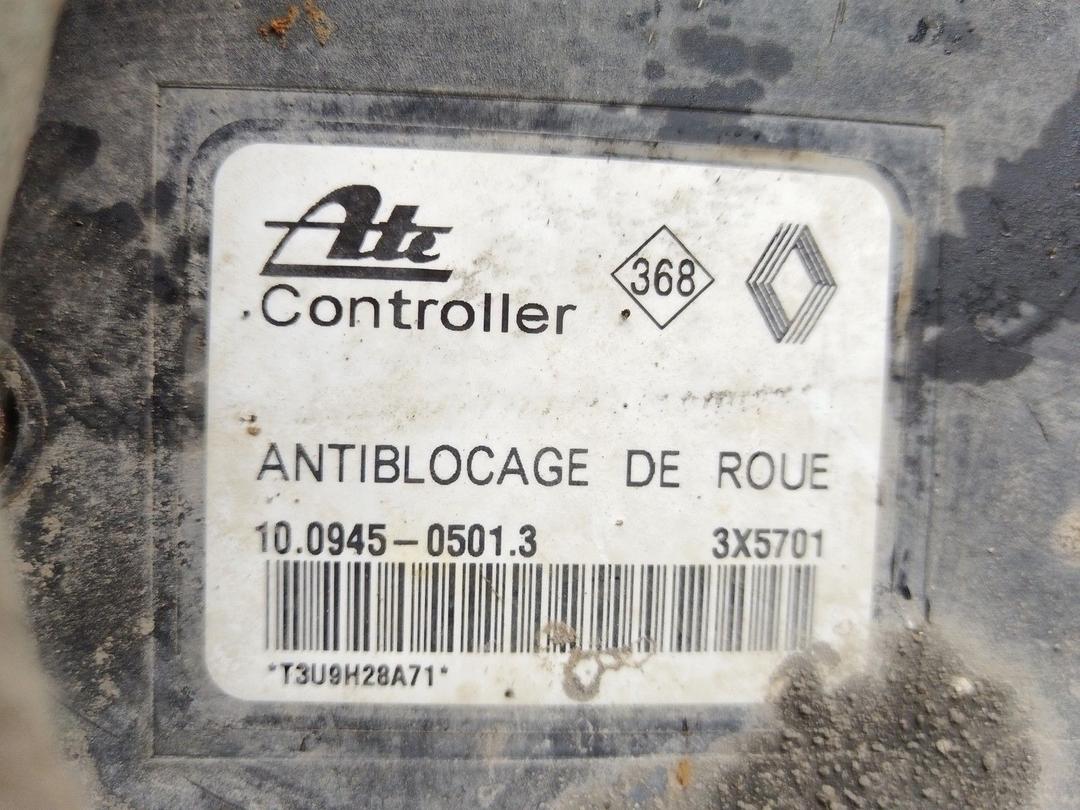 Ate
Controller
368
ANTIBLOCAGE DE ROUE
10.0945-0501.3 3X5701
*T3U9H28A71*